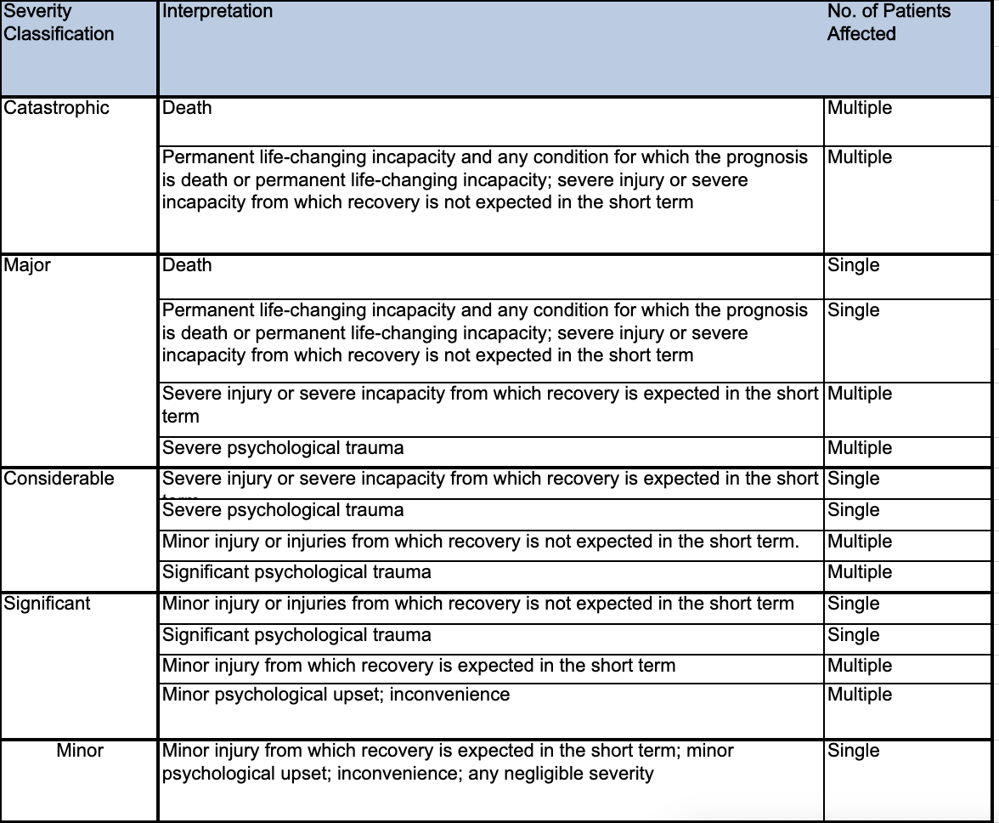 Severity
Classification
Interpretation
No. of Patients
Affected
Catastrophic
Death
Multiple
Permanent life-changing incapacity and any condition for which the prognosis
is death or permanent life-changing incapacity; severe injury or severe
incapacity from which recovery is not expected in the short term
Multiple
Major
Death
Single
Permanent life-changing incapacity and any condition for which the prognosis
is death or permanent life-changing incapacity; severe injury or severe
incapacity from which recovery is not expected in the short term
Single
Severe injury or severe incapacity from which recovery is expected in the short
term
Multiple
Severe psychological trauma
Multiple
Considerable
Severe injury or severe incapacity from which recovery is expected in the short
Single
Severe psychological trauma
Single
Minor injury or injuries from which recovery is not expected in the short term.
Multiple
Significant psychological trauma
Multiple
Significant
Minor injury or injuries from which recovery is not expected in the short term
Single
Significant psychological trauma
Single
Minor injury from which recovery is expected in the short term
Multiple
Minor psychological upset; inconvenience
Multiple
Minor
Minor injury from which recovery is expected in the short term; minor
psychological upset; inconvenience; any negligible severity
Single